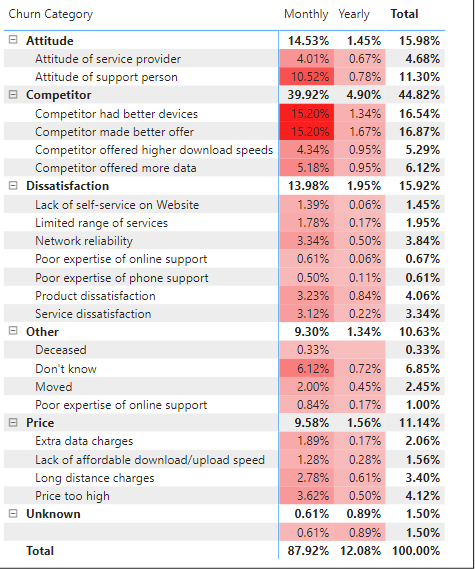 Churn Category Monthly Yearly Total
Attitude 14.53% 1.45% 15.98%
Attitude of service provider 4.01% 0.67% 4.68%
Attitude of support person 10.52% 0.78% 11.30%
Competitor 39.92% 4.90% 44.82%
Competitor had better devices 15.20% 1.34% 16.54%
Competitor made better offer 15.20% 1.67% 16.87%
Competitor offered higher download speeds 4.34% 0.95% 5.29%
Competitor offered more data 5.18% 0.95% 6.12%
Dissatisfaction 13.98% 1.95% 15.92%
Lack of self-service on Website 1.39% 0.06% 1.45%
Limited range of services 1.78% 0.17% 1.95%
Network reliability 3.34% 0.50% 3.84%
Poor expertise of online support 0.61% 0.06% 0.67%
Poor expertise of phone support 0.50% 0.11% 0.61%
Product dissatisfaction 3.23% 0.84% 4.06%
Service dissatisfaction 3.12% 0.22% 3.34%
Other 9.30% 1.34% 10.63%
Deceased 0.33% 0.33%
Don't know 6.12% 0.72% 6.85%
Moved 2.00% 0.45% 2.45%
Poor expertise of online support 0.84% 0.17% 1.00%
Price 9.58% 1.56% 11.14%
Extra data charges 1.89% 0.17% 2.06%
Lack of affordable download/upload speed 1.28% 0.28% 1.56%
Long distance charges 2.78% 0.61% 3.40%
Price too high 3.62% 0.50% 4.12%
Unknown 0.61% 0.89% 1.50%
0.61% 0.89% 1.50%
Total 87.92% 12.08% 100.00%